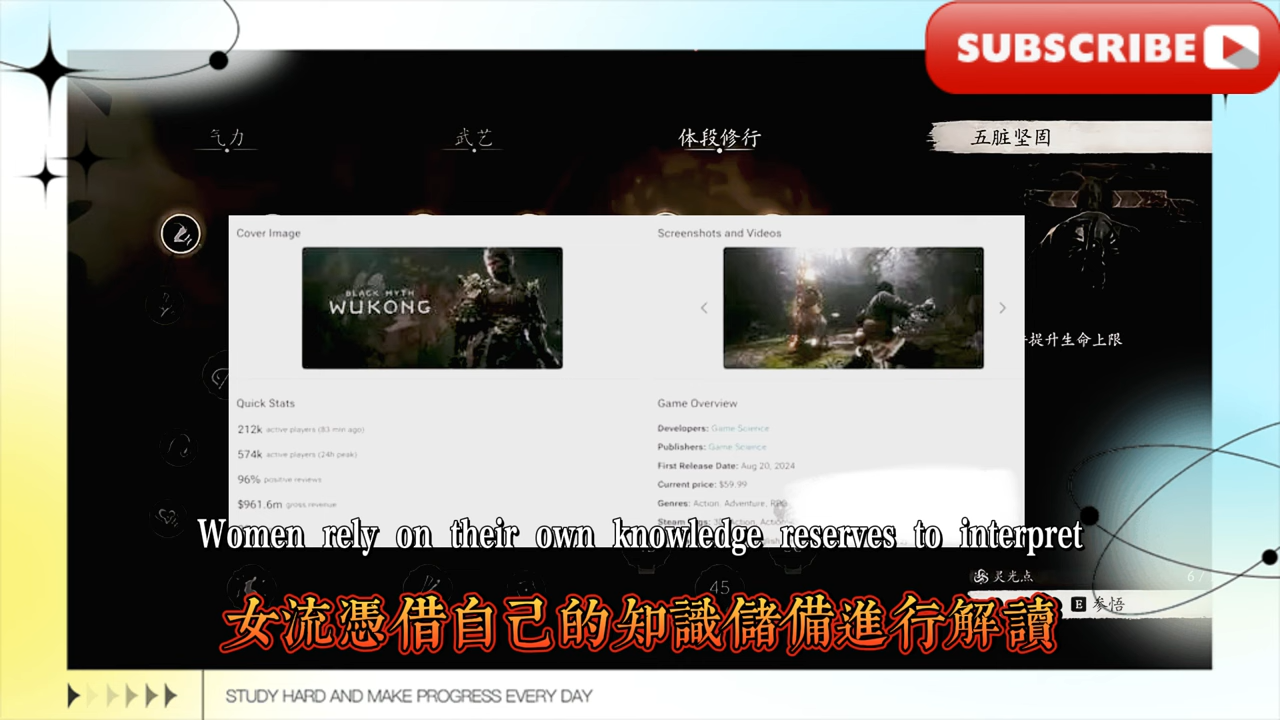 SUBSCRIBE
气力
武艺
体段修行
五脏坚固
Cover Image
Screenshots and Videos
BLACK MYTH
WUKONG
提升生命上限
Quick Stats
Game Overview
212k active players (83 min ago)
Developers: Game Science
574k active players (24h peak)
Publishers: Game Science
First Release Date: Aug 20, 2024
96% positive reviews
Current price: $59.99
$961.6m gross revenue
Genres: Action, Adventure, RPG
Women rely on their own knowledge reserves to interpret
灵光点
45
E 参悟
女流憑借自己的知識儲備進行解讀
STUDY HARD AND MAKE PROGRESS EVERY DAY